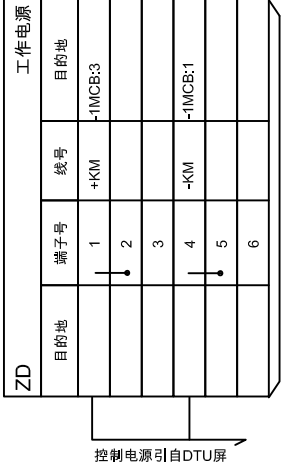 ZD 工作电源
目的地 端子号 线号 目的地
1 +KM -1MCB:3
2
3
4 -KM -1MCB:1
5
6
控制电源引自DTU屏